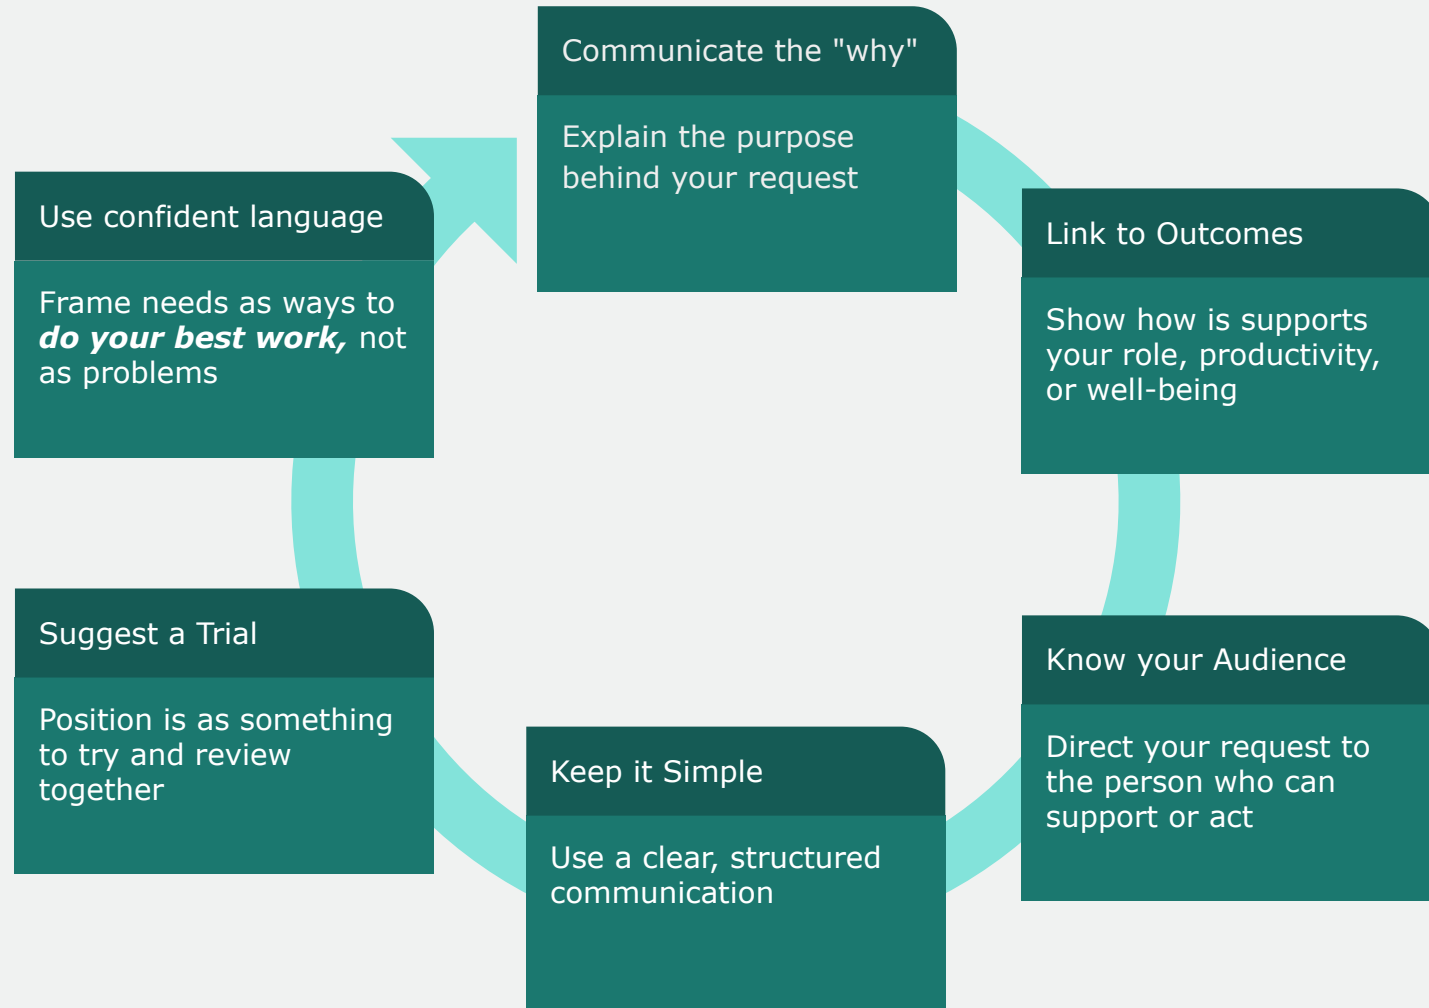 Communicate the "why"
Explain the purpose
behind your request
Link to Outcomes
Show how is supports
your role, productivity,
or well-being
Know your Audience
Direct your request to
the person who can
support or act
Keep it Simple
Use a clear, structured
communication
Suggest a Trial
Position is as something
to try and review
together
Use confident language
Frame needs as ways to
do your best work, not
as problems